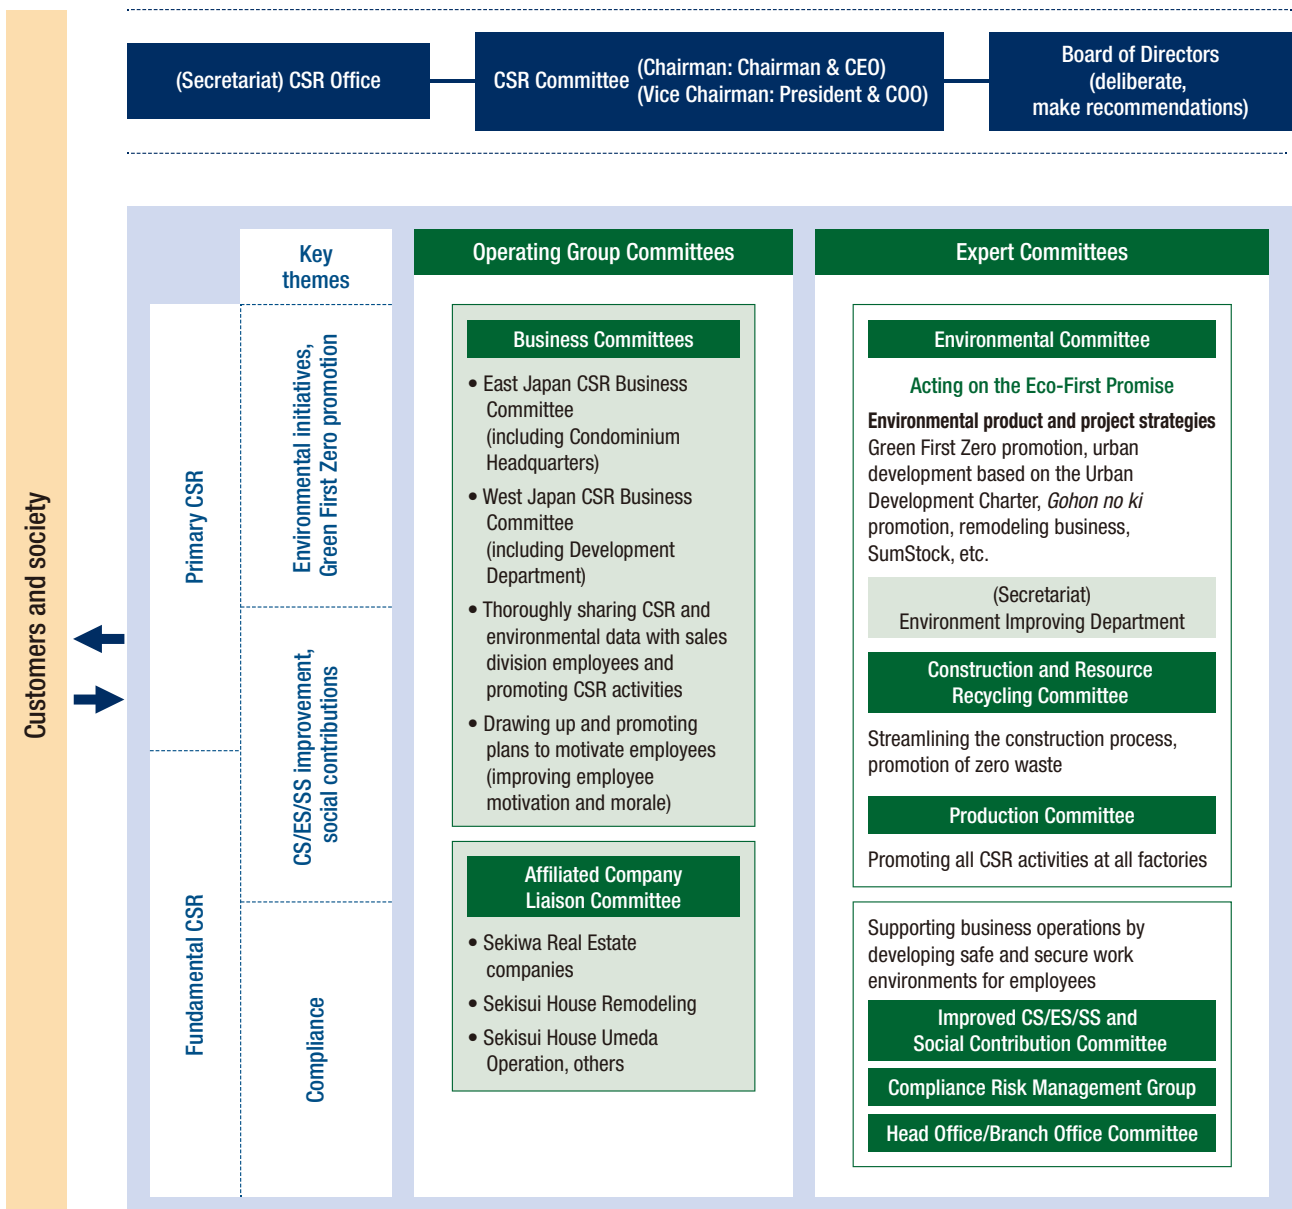 (Secretariat) CSR Office
CSR Committee
(Chairman: Chairman & CEO)
(Vice Chairman: President & COO)
Board of Directors
(deliberate,
make recommendations)
Customers and society
Key
themes
Primary CSR
Fundamental CSR
Environmental initiatives,
Green First Zero promotion
CS/ES/SS improvement,
social contributions
Compliance
Operating Group Committees
Business Committees
• East Japan CSR Business
Committee
(including Condominium
Headquarters)
• West Japan CSR Business
Committee
(including Development
Department)
• Thoroughly sharing CSR and
environmental data with sales
division employees and
promoting CSR activities
• Drawing up and promoting
plans to motivate employees
(improving employee
motivation and morale)
Affiliated Company
Liaison Committee
• Sekiwa Real Estate
companies
• Sekisui House Remodeling
• Sekisui House Umeda
Operation, others
Expert Committees
Environmental Committee
Acting on the Eco-First Promise
Environmental product and project strategies
Green First Zero promotion, urban
development based on the Urban
Development Charter, Gohon no ki
promotion, remodeling business,
SumStock, etc.
(Secretariat)
Environment Improving Department
Construction and Resource
Recycling Committee
Streamlining the construction process,
promotion of zero waste
Production Committee
Promoting all CSR activities at all factories
Supporting business operations by
developing safe and secure work
environments for employees
Improved CS/ES/SS and
Social Contribution Committee
Compliance Risk Management Group
Head Office/Branch Office Committee